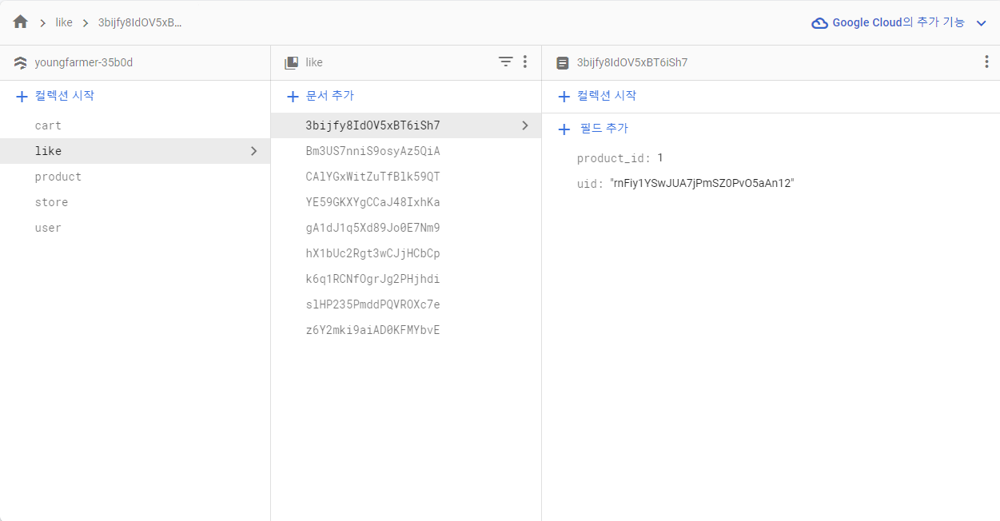 like
3bijfy8IdOV5xB…
Google Cloud의 추가 기능
youngfarmer-35b0d
like
3bijfy8IdOV5xBT6iSh7
컬렉션 시작
문서 추가
컬렉션 시작
cart
3bijfy8IdOV5xBT6iSh7
필드 추가
like
Bm3US7nniS9osyAz5QiA
product_id: 1
product
CAlYGxWitZuTfBlk59QT
uid: "rnFiy1YSwJUA7jPmSZ0PvO5aAn12"
store
YE59GKXYgCCaJ48IxhKa
user
gA1dJ1q5Xd89Jo0E7Nm9
hX1bUc2Rgt3wCJjHCbCp
k6q1RCNfOgrJg2PHjhdi
slHP235PmddPQVROXc7e
z6Y2mki9aiAD0KFMYbvE